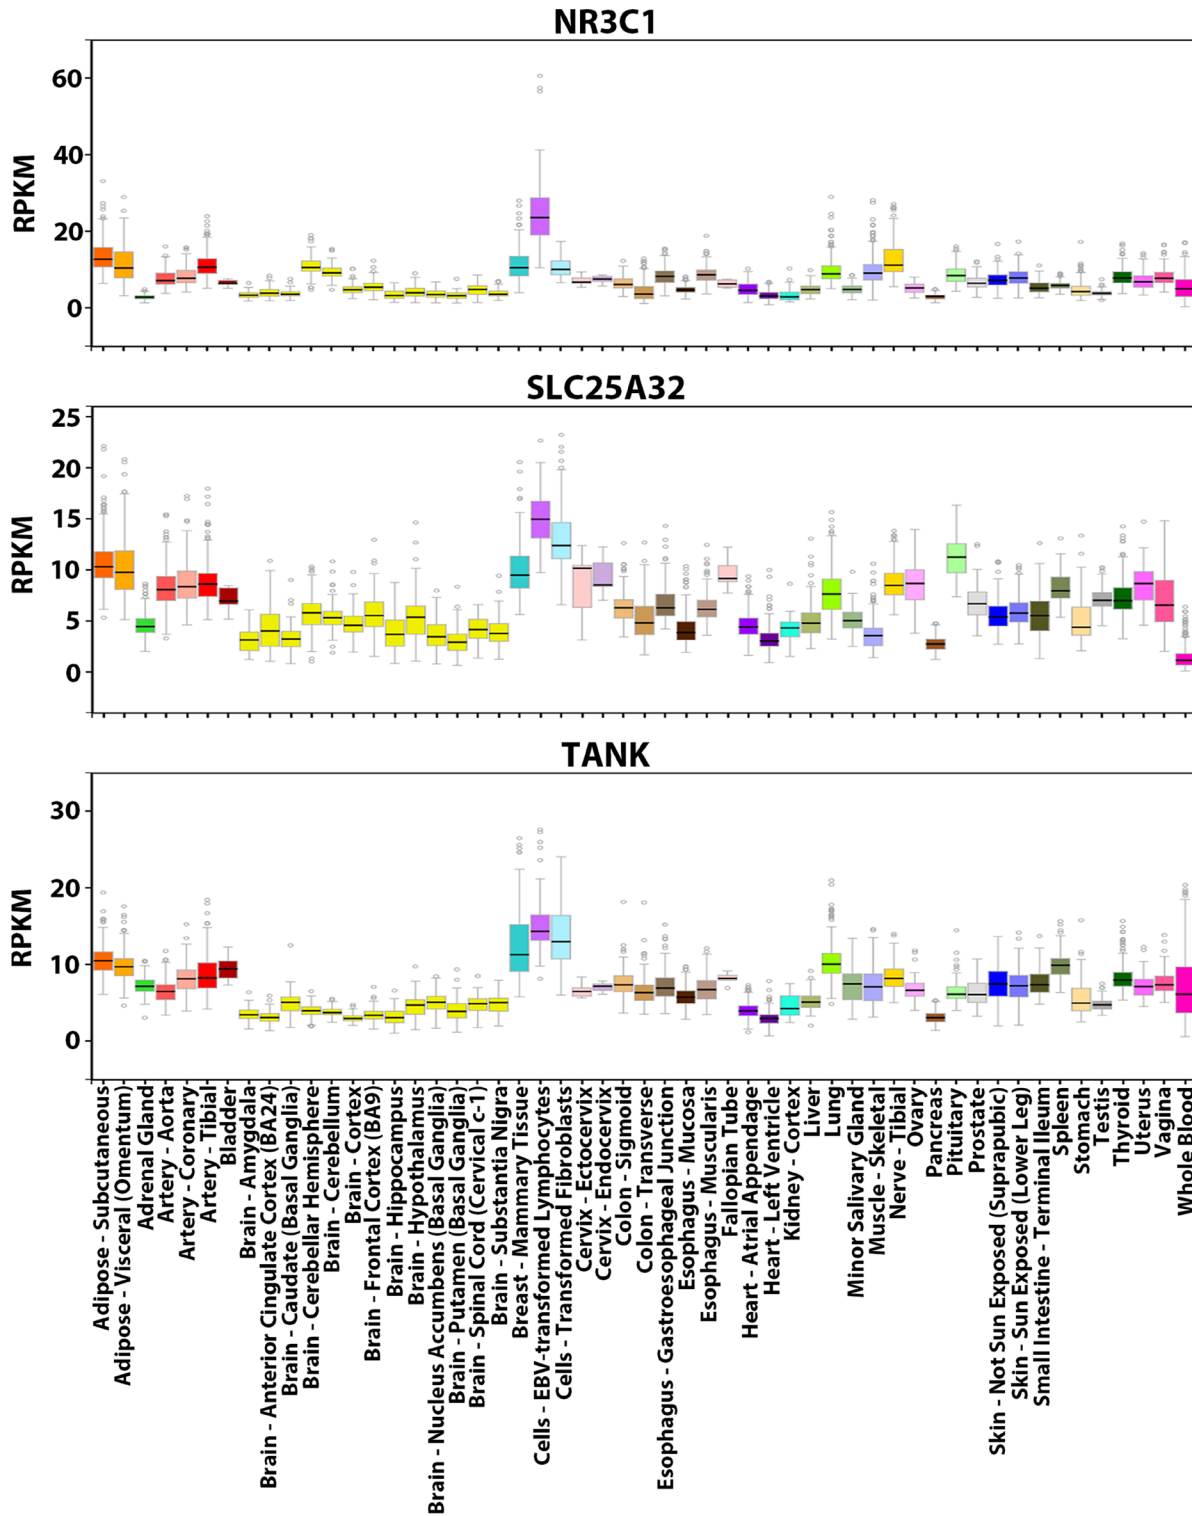 NR3C1
RPKM
60
40
20
0
SLC25A32
RPKM
25
20
15
10
5
0
TANK
RPKM
30
20
10
0
Adipose - Subcutaneous
Adipose - Visceral (Omentum)
Adrenal Gland
Artery - Aorta
Artery - Coronary
Artery - Tibial
Bladder
Brain - Amygdala
Brain - Anterior Cingulate Cortex (BA24)
Brain - Caudate (Basal Ganglia)
Brain - Cerebellar Hemisphere
Brain - Cerebellum
Brain - Cortex
Brain - Frontal Cortex (BA9)
Brain - Hippocampus
Brain - Hypothalamus
Brain - Nucleus Accumbens (Basal Ganglia)
Brain - Putamen (Basal Ganglia)
Brain - Spinal Cord (Cervical c-1)
Brain - Substantia Nigra
Breast - Mammary Tissue
Cells - EBV-transformed Lymphocytes
Cells - Transformed Fibroblasts
Cervix - Ectocervix
Cervix - Endocervix
Colon - Sigmoid
Colon - Transverse
Esophagus - Gastroesophageal Junction
Esophagus - Mucosa
Esophagus - Muscularis
Fallopian Tube
Heart - Atrial Appendage
Heart - Left Ventricle
Kidney - Cortex
Liver
Lung
Minor Salivary Gland
Muscle - Skeletal
Nerve - Tibial
Ovary
Pancreas
Pituitary
Prostate
Skin - Not Sun Exposed (Suprapubic)
Skin - Sun Exposed (Lower Leg)
Small Intestine - Terminal Ileum
Spleen
Stomach
Testis
Thyroid
Uterus
Vagina
Whole Blood